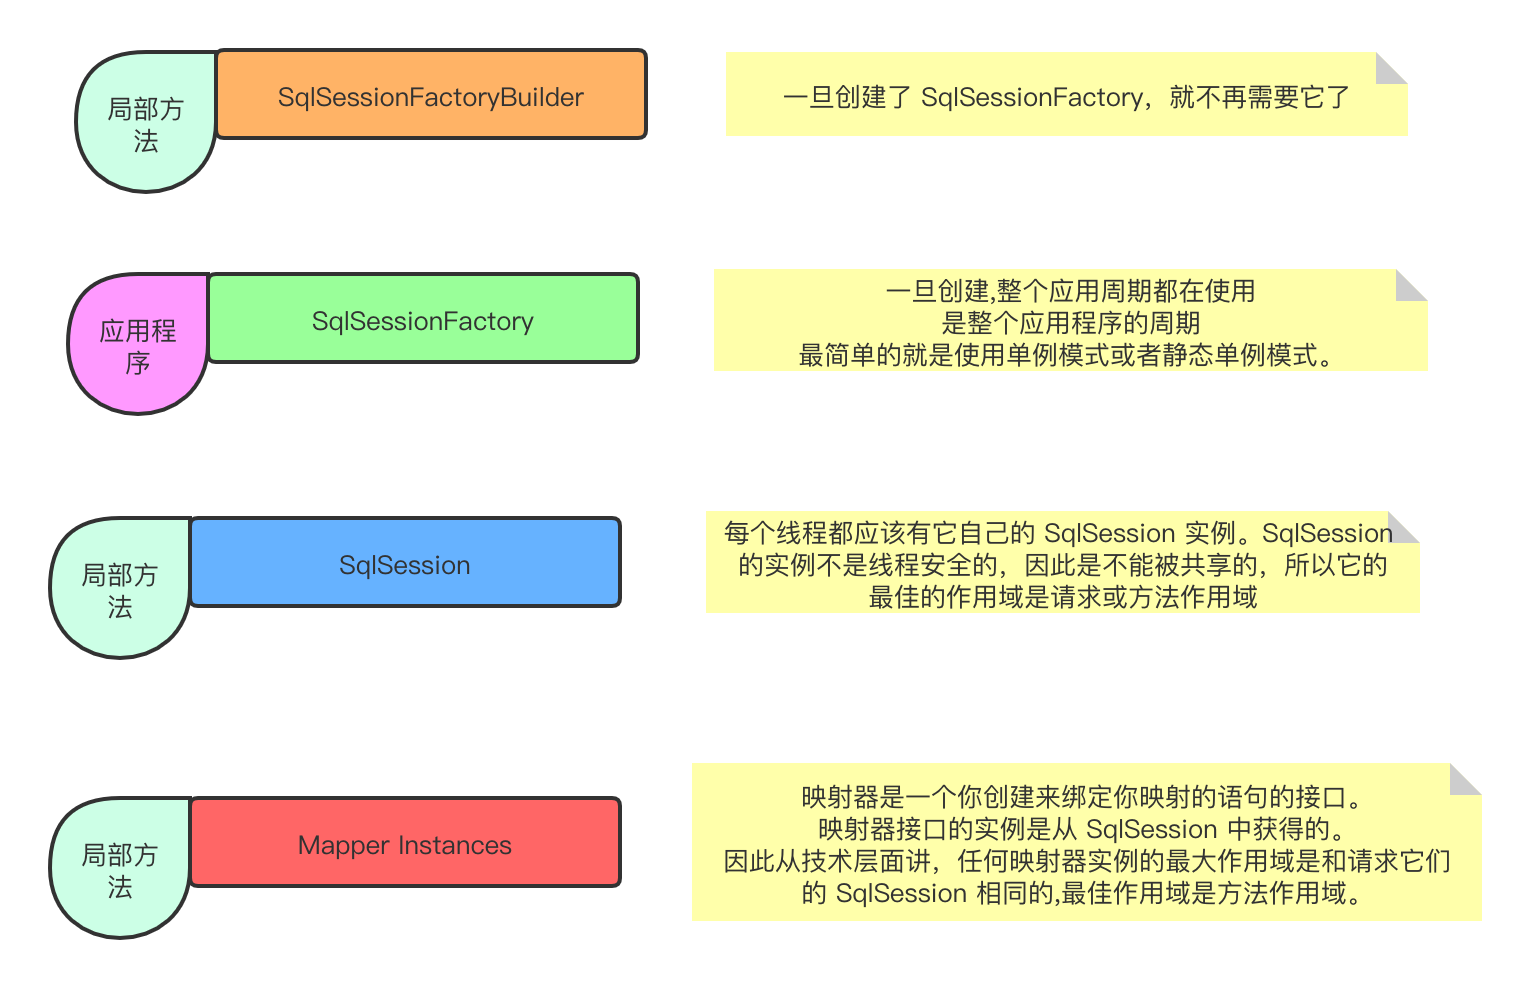 局部方
法
SqlSessionFactoryBuilder
一旦创建了 SqlSessionFactory，就不再需要它了
应用程
序
SqlSessionFactory
一旦创建,整个应用周期都在使用
是整个应用程序的周期
最简单的就是使用单例模式或者静态单例模式。
局部方
法
SqlSession
每个线程都应该有它自己的 SqlSession 实例。SqlSession
的实例不是线程安全的，因此是不能被共享的，所以它的
最佳的作用域是请求或方法作用域
局部方
法
Mapper Instances
映射器是一个你创建来绑定你映射的语句的接口。
映射器接口的实例是从 SqlSession 中获得的。
因此从技术层面讲，任何映射器实例的最大作用域是和请求它们
的 SqlSession 相同的,最佳作用域是方法作用域。